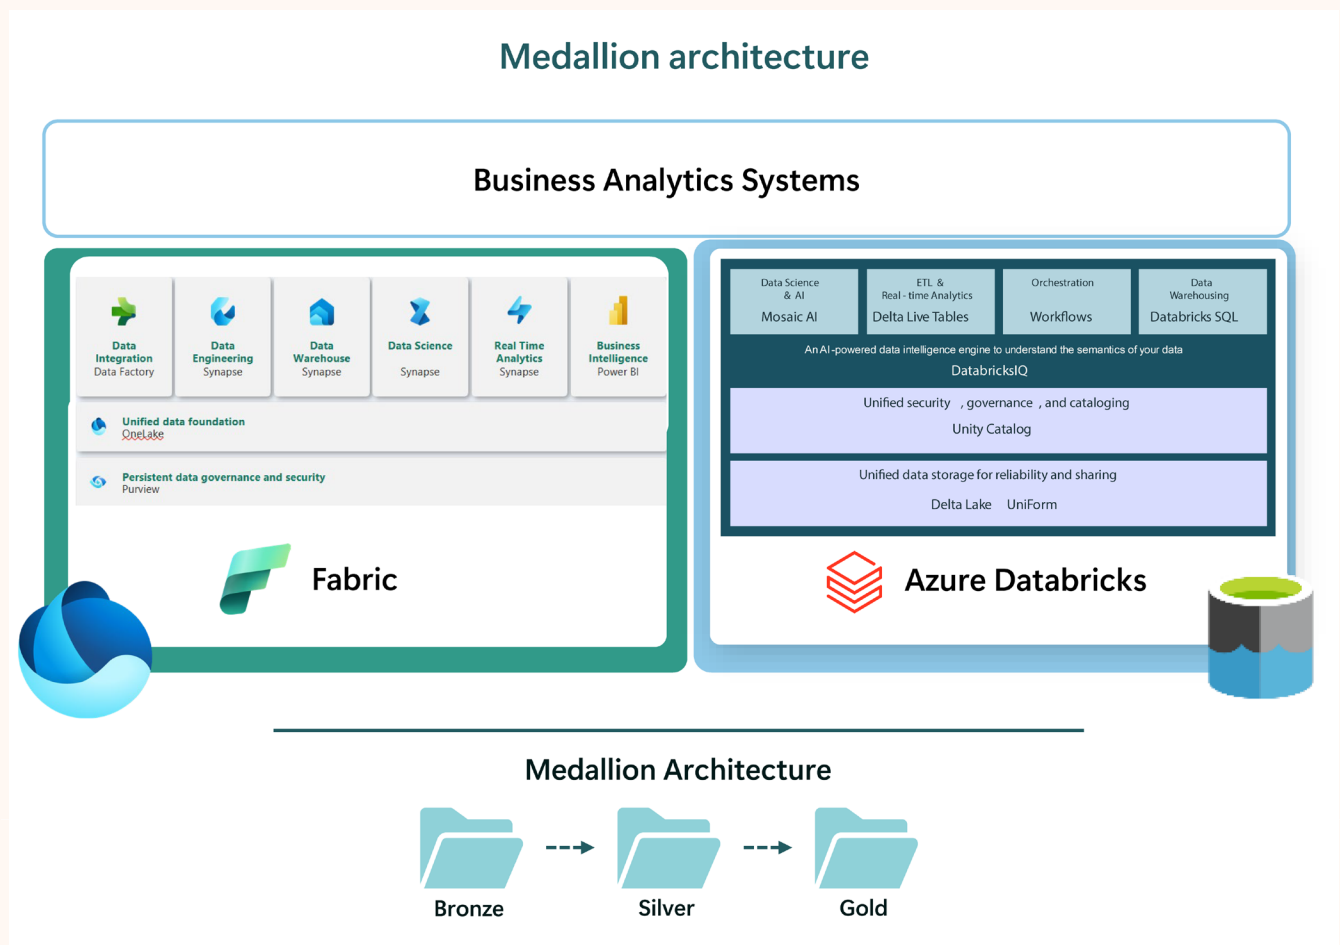 Medallion architecture
Business Analytics Systems
Data
Integration
Data Factory
Data
Engineering
Synapse
Data
Warehouse
Synapse
Data Science
Synapse
Real Time
Analytics
Synapse
Business
Intelligence
Power BI
Unified data foundation
OneLake
Persistent data governance and security
Purview
Fabric
Data Science
& AI
Mosaic AI
ETL &
Real - time Analytics
Delta Live Tables
Orchestration
Workflows
Data
Warehousing
Databricks SQL
An AI-powered data intelligence engine to understand the semantics of your data
DatabricksIQ
Unified security , governance , and cataloging
Unity Catalog
Unified data storage for reliability and sharing
Delta Lake UniForm
Azure Databricks
Medallion Architecture
Bronze
Silver
Gold